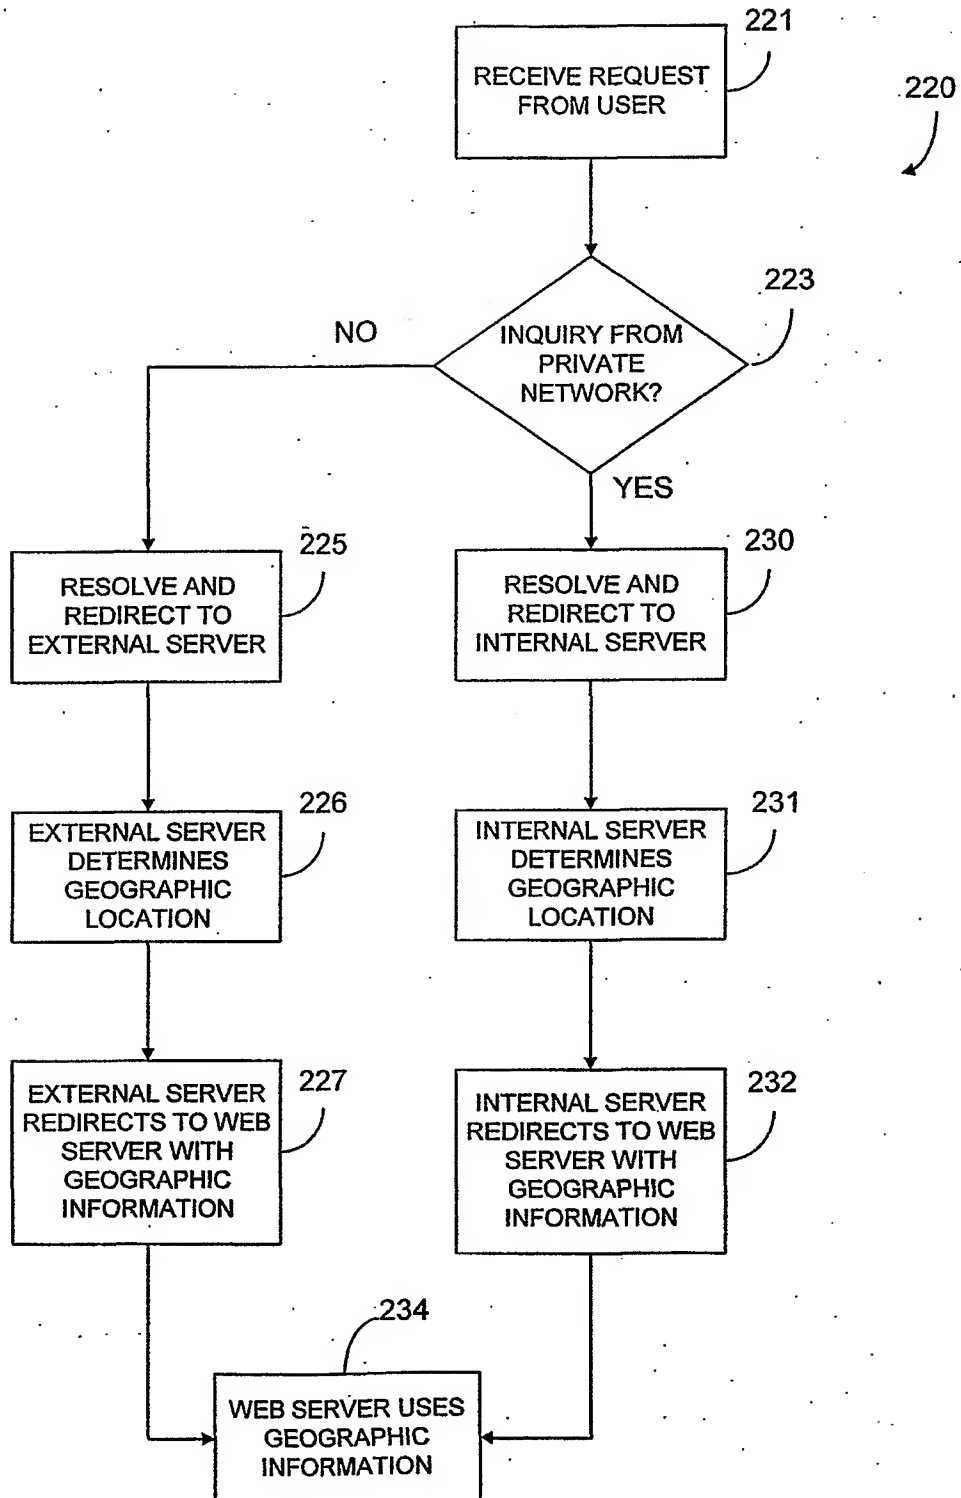 221
RECEIVE REQUEST
FROM USER
220
223
INQUIRY FROM
PRIVATE
NETWORK?
NO
YES
225
RESOLVE AND
REDIRECT TO
EXTERNAL SERVER
230
RESOLVE AND
REDIRECT TO
INTERNAL SERVER
226
EXTERNAL SERVER
DETERMINES
GEOGRAPHIC
LOCATION
231
INTERNAL SERVER
DETERMINES
GEOGRAPHIC
LOCATION
227
EXTERNAL SERVER
REDIRECTS TO WEB
SERVER WITH
GEOGRAPHIC
INFORMATION
232
INTERNAL SERVER
REDIRECTS TO WEB
SERVER WITH
GEOGRAPHIC
INFORMATION
234
WEB SERVER USES
GEOGRAPHIC
INFORMATION